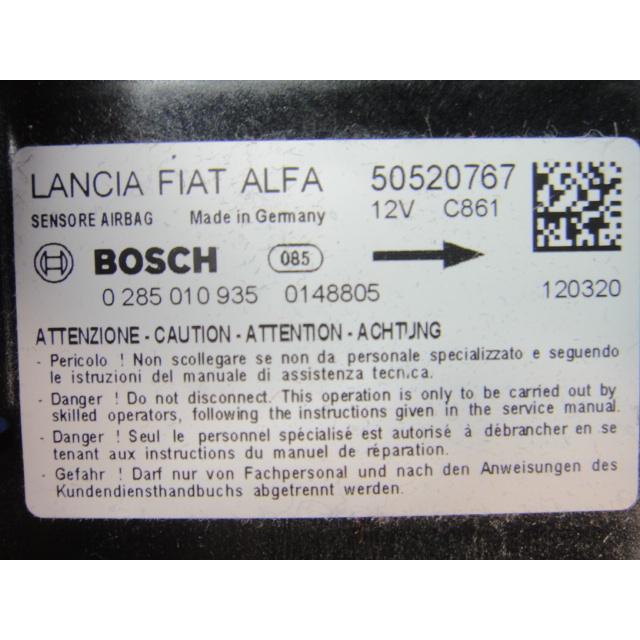 LANCIA FIAT ALFA 50520767
SENSORE AIRBAG Made in Germany 12V C861
BOSCH 085
0 285 010 935 0148805 120320
ATTENZIONE - CAUTION - ATTENTION - ACHTUNG
- Pericolo ! Non scollegare se non da personale specializzato e seguendo
le istruzioni del manuale di assistenza tecnica.
- Danger ! Do not disconnect. This operation is only to be carried out by
skilled operators, following the instructions given in the service manual.
- Danger ! Seul le personnel spécialisé est autorisé à débrancher en se
tenant aux instructions du manuel de réparation.
- Gefahr ! Darf nur von Fachpersonal und nach den Anweisungen des
Kundendiensthandbuchs abgetrennt werden.